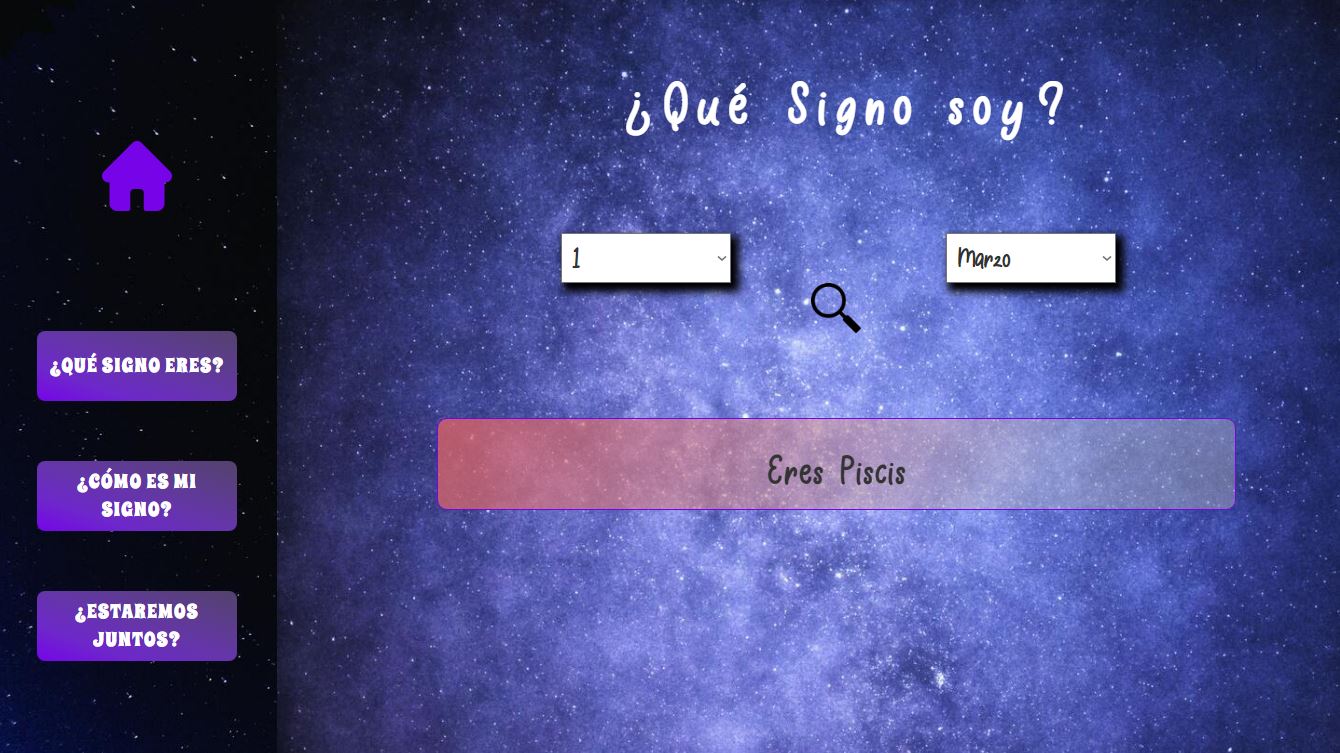 ¿Qué Signo soy?
1
Marzo
¿QUÉ SIGNO ERES?
¿CÓMO ES MI
SIGNO?
Eres Piscis
¿ESTAREMOS
JUNTOS?